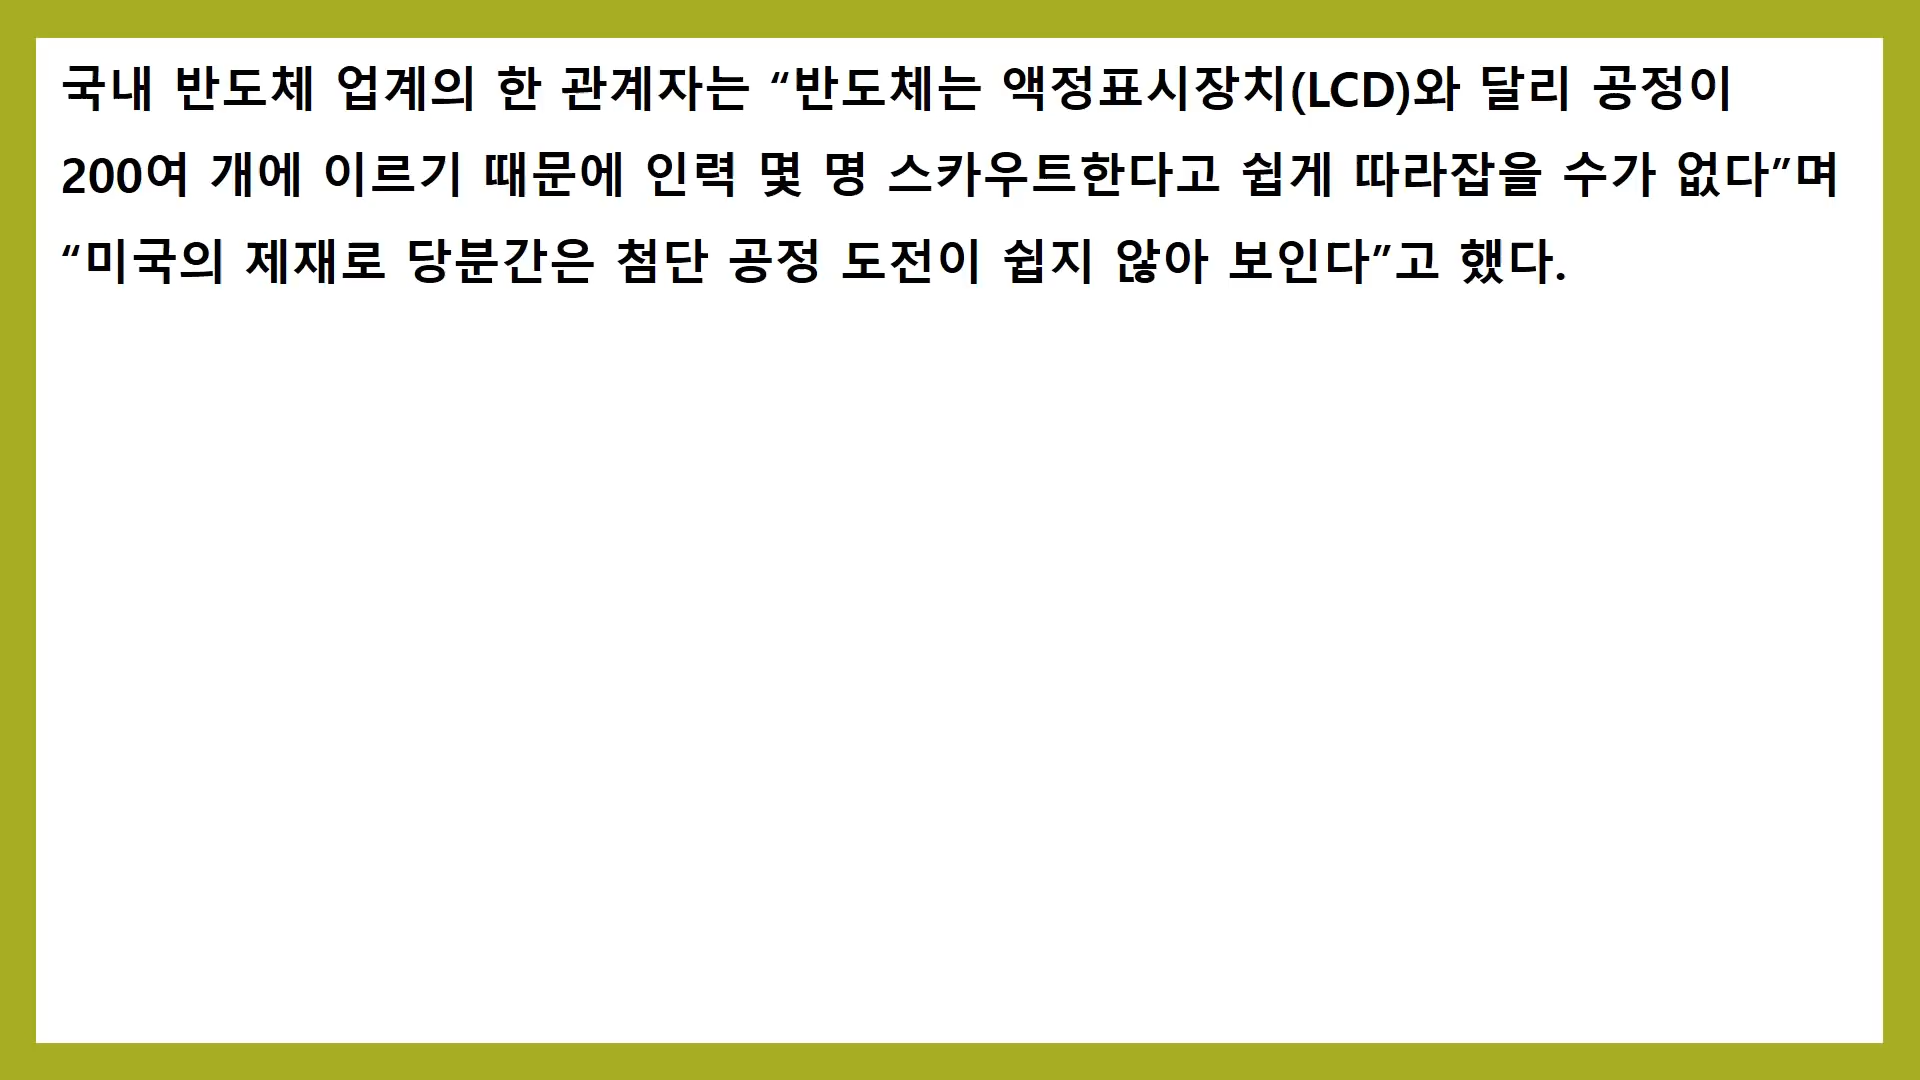 국내 반도체 업계의 한 관계자는 “반도체는 액정표시장치(LCD)와 달리 공정이
200여 개에 이르기 때문에 인력 몇 명 스카우트한다고 쉽게 따라잡을 수가 없다”며
“미국의 제재로 당분간은 첨단 공정 도전이 쉽지 않아 보인다”고 했다.